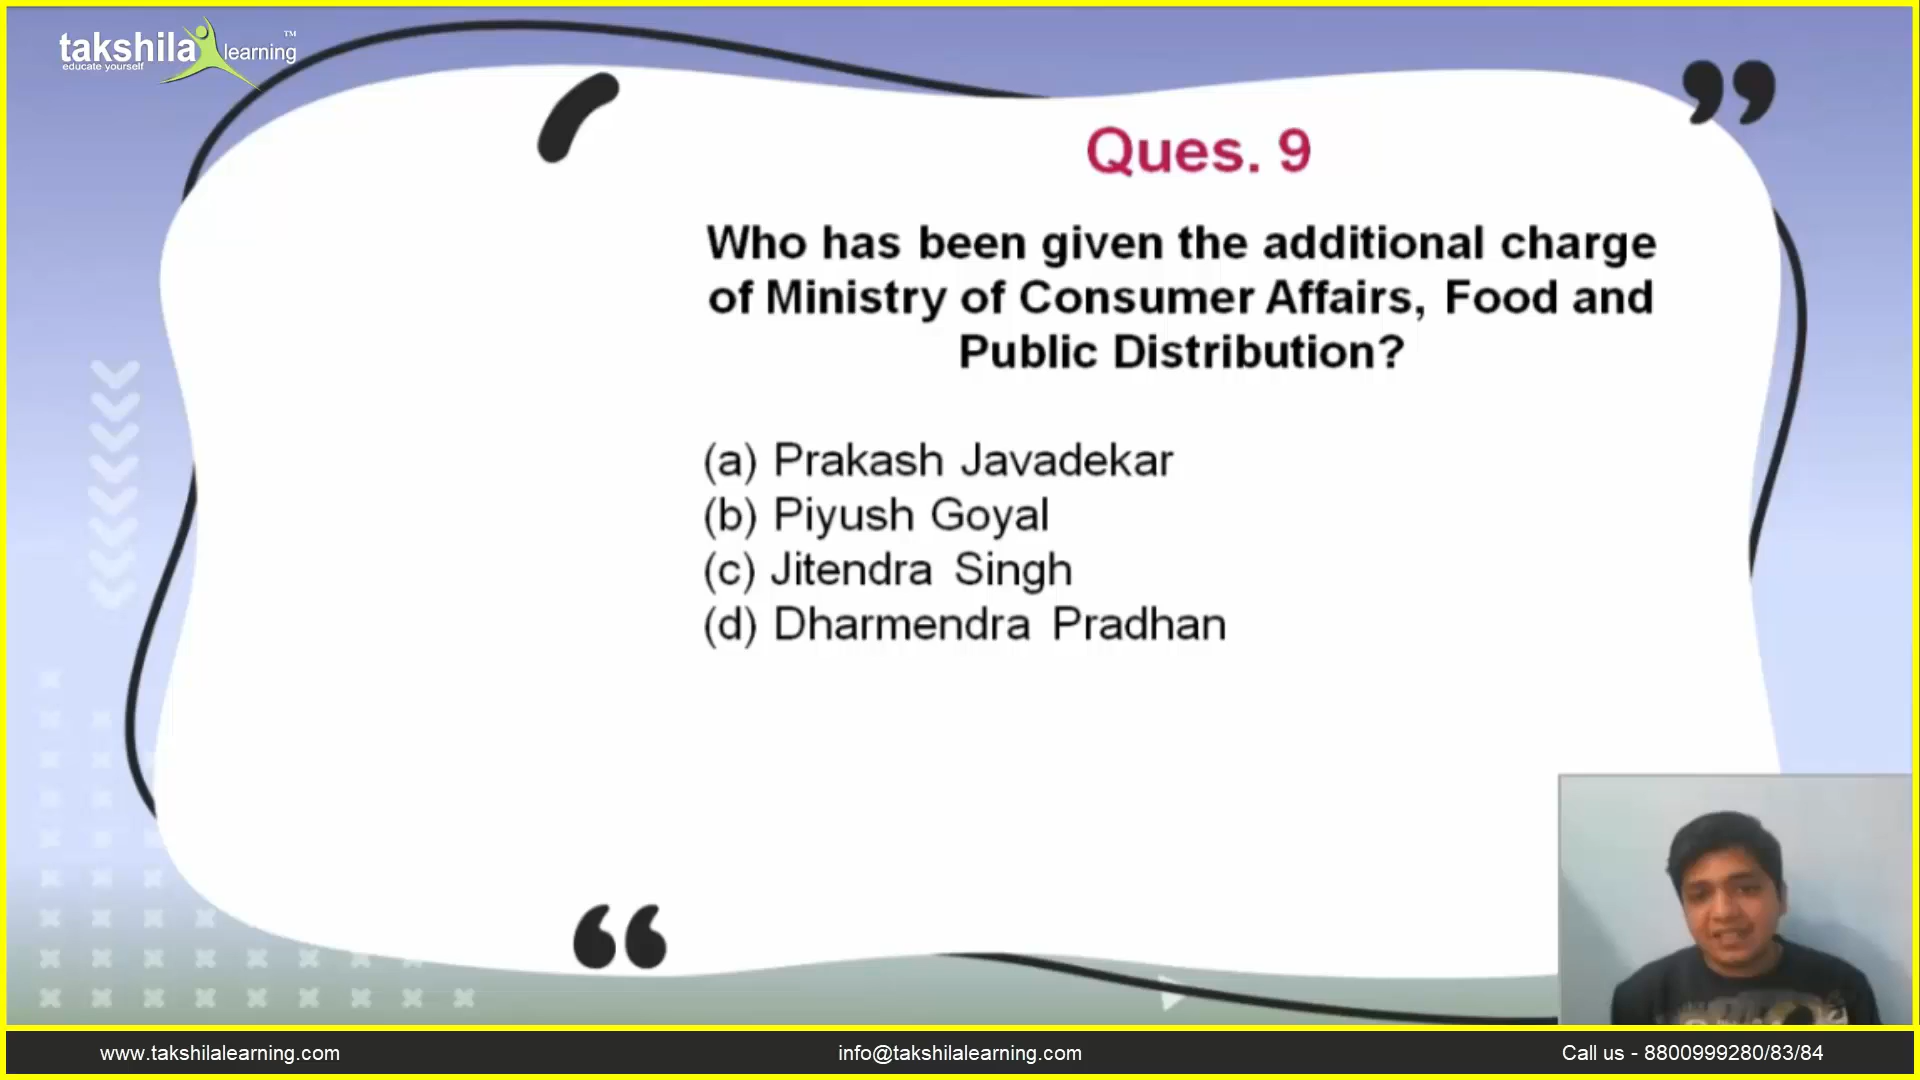 takshila learning™
educate yourself
Ques. 9
Who has been given the additional charge
of Ministry of Consumer Affairs, Food and
Public Distribution?
(a) Prakash Javadekar
(b) Piyush Goyal
(c) Jitendra Singh
(d) Dharmendra Pradhan
www.takshilalearning.com
info@takshilalearning.com
Call us - 8800999280/83/84